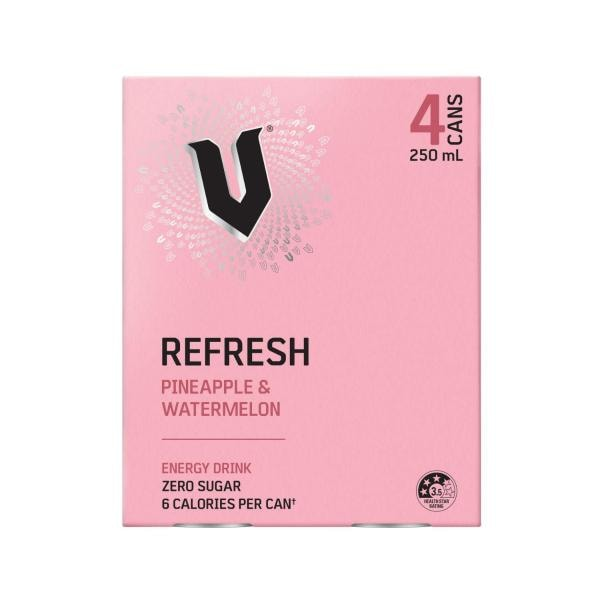 4 CANS
250 mL
V®
REFRESH
PINEAPPLE &
WATERMELON
ENERGY DRINK
ZERO SUGAR
6 CALORIES PER CAN†
3.5
HEALTH STAR
RATING